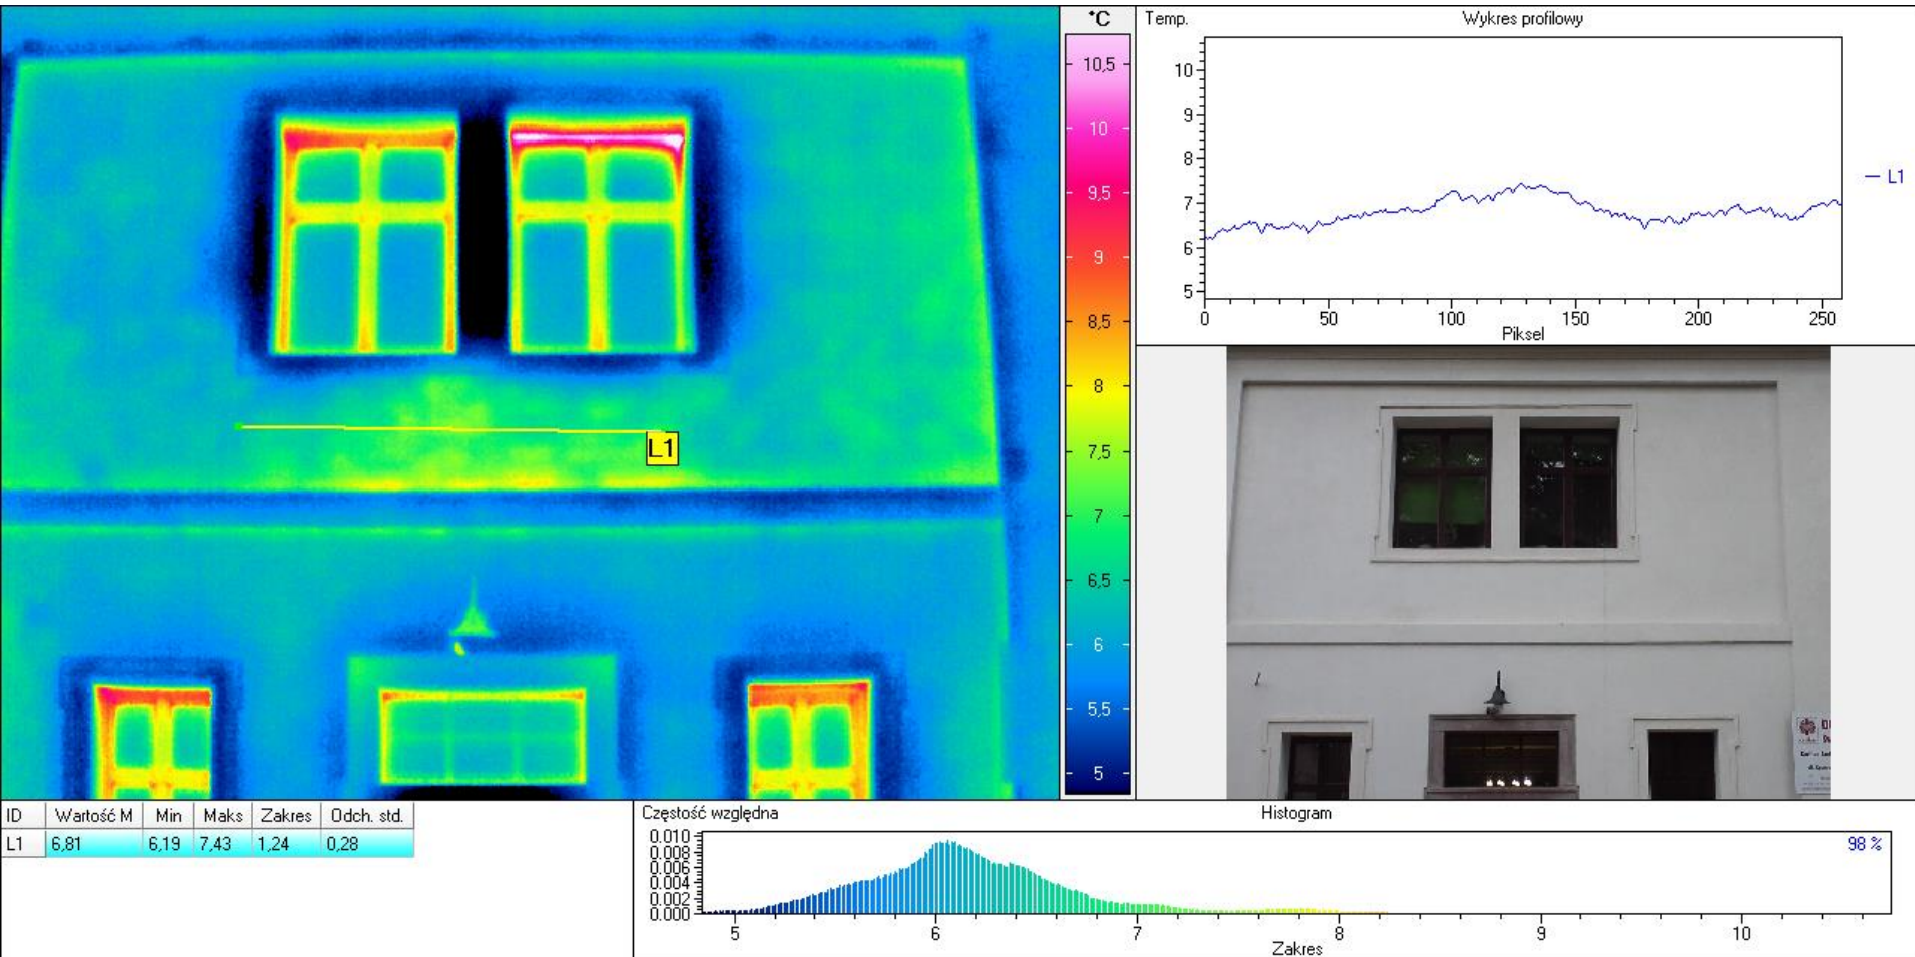 °C
10,5
10
9,5
9
8,5
8
7,5
7
6,5
6
5,5
5
L1
Temp.
Wykres profilowy
10
9
8
7
6
5
0 50 100 150 200 250
Piksel
L1
ID Wartość M Min Maks Zakres Odch. std.
L1 6,81 6,19 7,43 1,24 0,28
Częstość względna
Histogram
98 %
0.010
0.008
0.006
0.004
0.002
0.000
5 6 7 8 9 10
Zakres